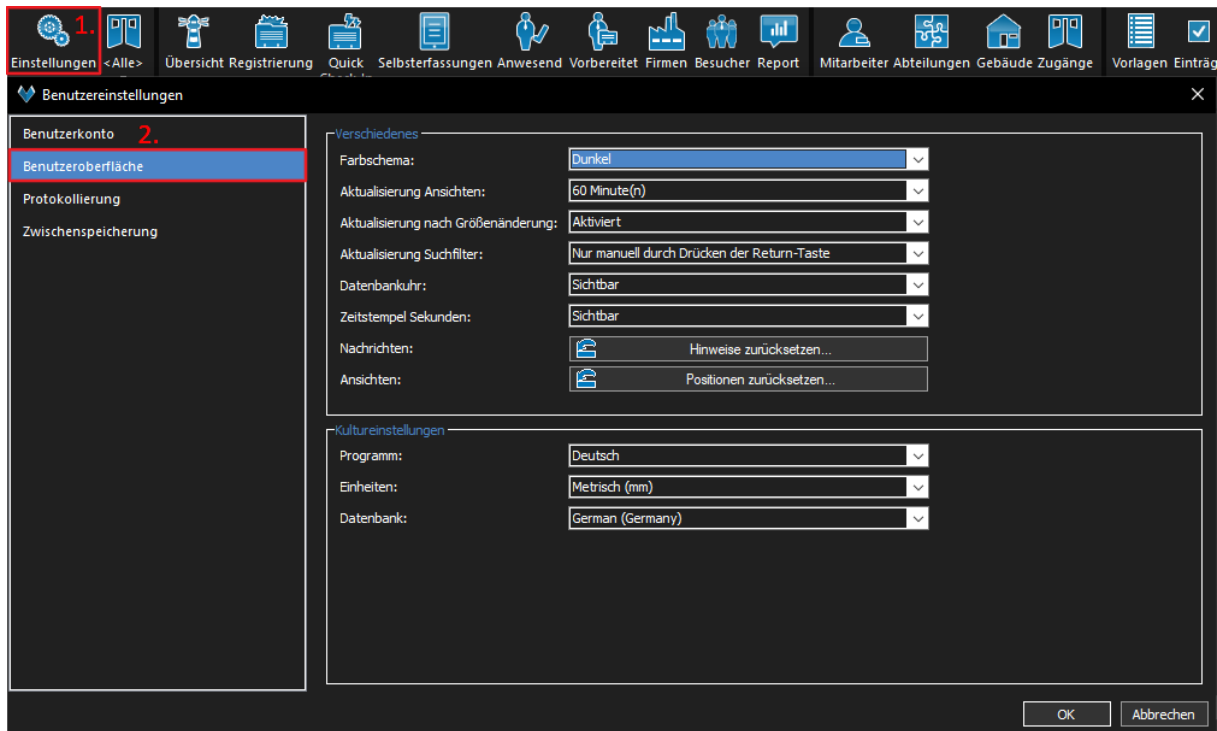 1.
Einstellungen <Alle> Übersicht Registrierung Quick Selbsterfassungen Anwesend Vorbereitet Firmen Besucher Report Mitarbeiter Abteilungen Gebäude Zugänge Vorlagen Einträg
Benutzereinstellungen
Benutzerkonto 2.
Benutzeroberfläche
Protokollierung
Zwischenspeicherung
Verschiedenes
Farbschema: Dunkel
Aktualisierung Ansichten: 60 Minute(n)
Aktualisierung nach Größenänderung: Aktiviert
Aktualisierung Suchfilter: Nur manuell durch Drücken der Return-Taste
Datenbankuhr: Sichtbar
Zeitstempel Sekunden: Sichtbar
Nachrichten: Hinweise zurücksetzen...
Ansichten: Positionen zurücksetzen...
Kultureinstellungen
Programm: Deutsch
Einheiten: Metrisch (mm)
Datenbank: German (Germany)
OK Abbrechen